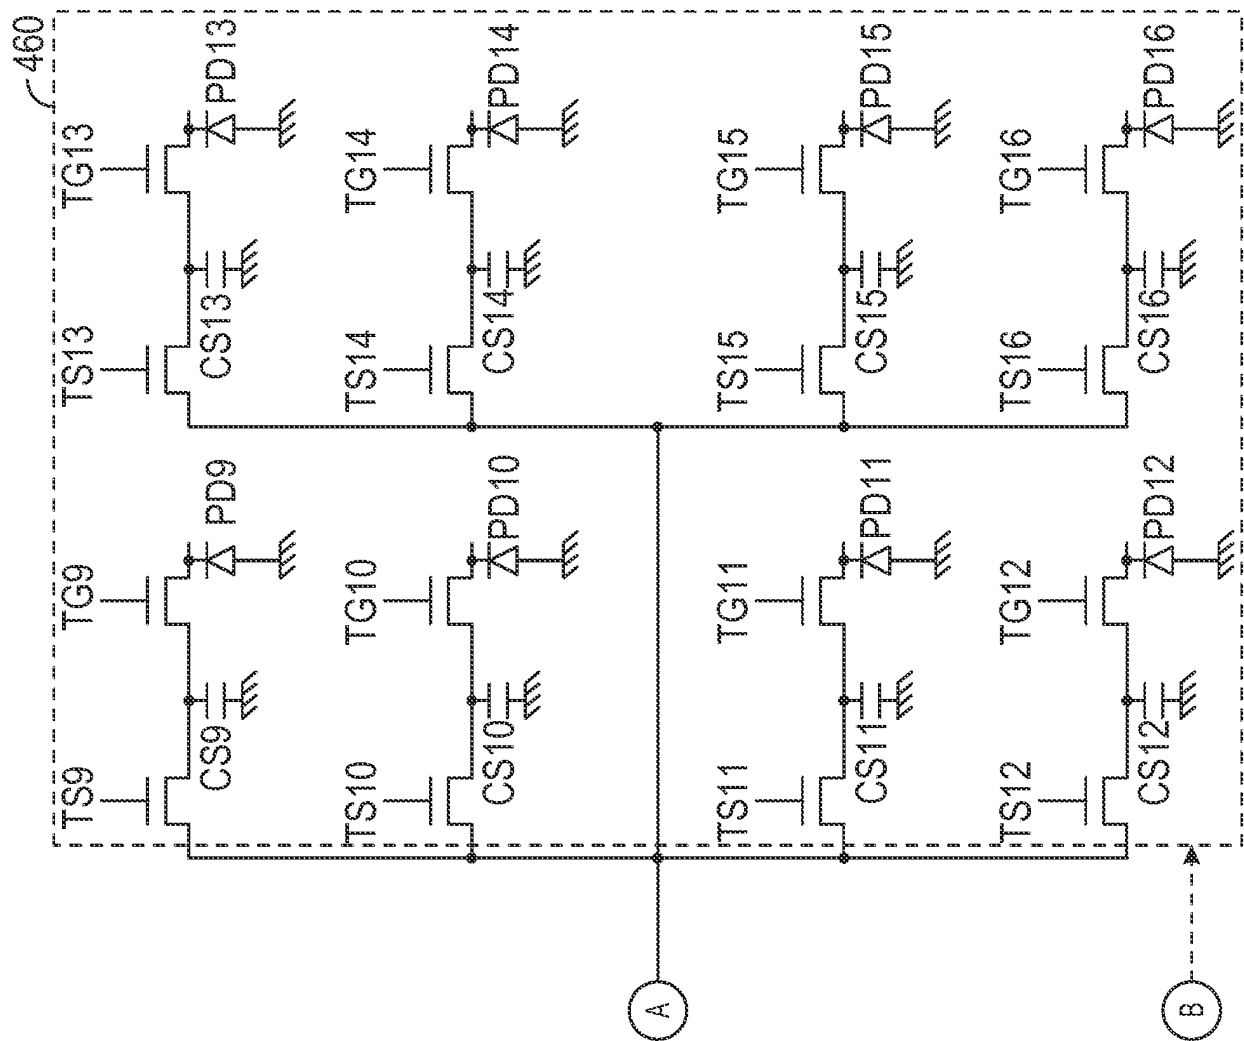 460
TS9
TG9
PD9
CS9
TS13
TG13
PD13
CS13
TS10
TG10
PD10
CS10
TS14
TG14
PD14
CS14
TS11
TG11
PD11
CS11
TS15
TG15
PD15
CS15
TS12
TG12
PD12
CS12
TS16
TG16
PD16
CS16
A
B